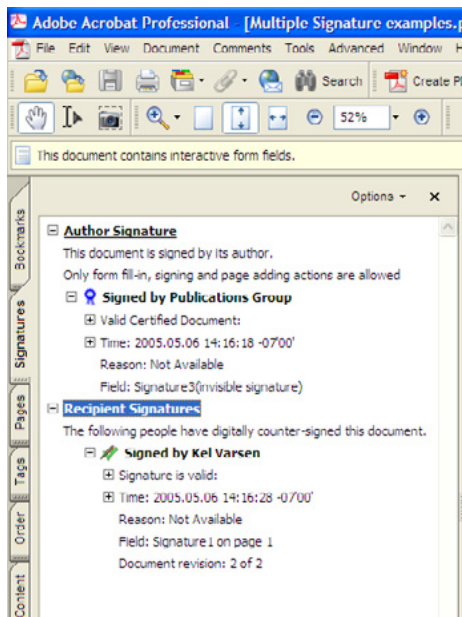 Adobe Acrobat Professional - [Multiple Signature examples.p
File Edit View Document Comments Tools Advanced Window H
Search Create P
52%
This document contains interactive form fields.
Options
Bookmarks
Signatures
Pages
Tags
Order
Content
Author Signature
This document is signed by its author.
Only form fill-in, signing and page adding actions are allowed
Signed by Publications Group
Valid Certified Document:
Time: 2005.05.06 14:16:18 -07'00'
Reason: Not Available
Field: Signature3(invisible signature)
Recipient Signatures
The following people have digitally counter-signed this document.
Signed by Kel Varsen
Signature is valid:
Time: 2005.05.06 14:16:28 -07'00'
Reason: Not Available
Field: Signature1 on page 1
Document revision: 2 of 2